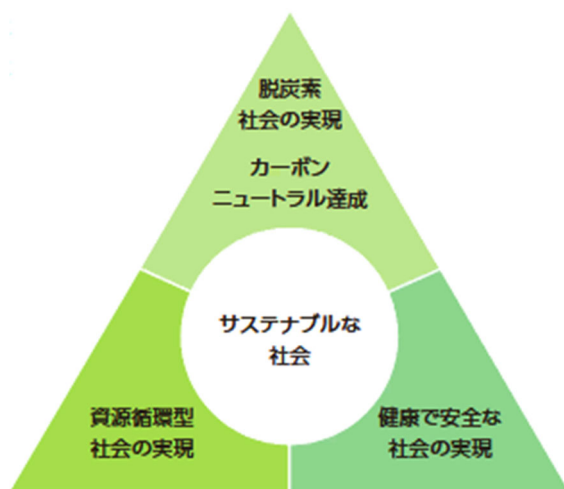 脱炭素
社会の実現
カーボン
ニュートラル達成
サステナブルな
社会
資源循環型
社会の実現
健康で安全な
社会の実現